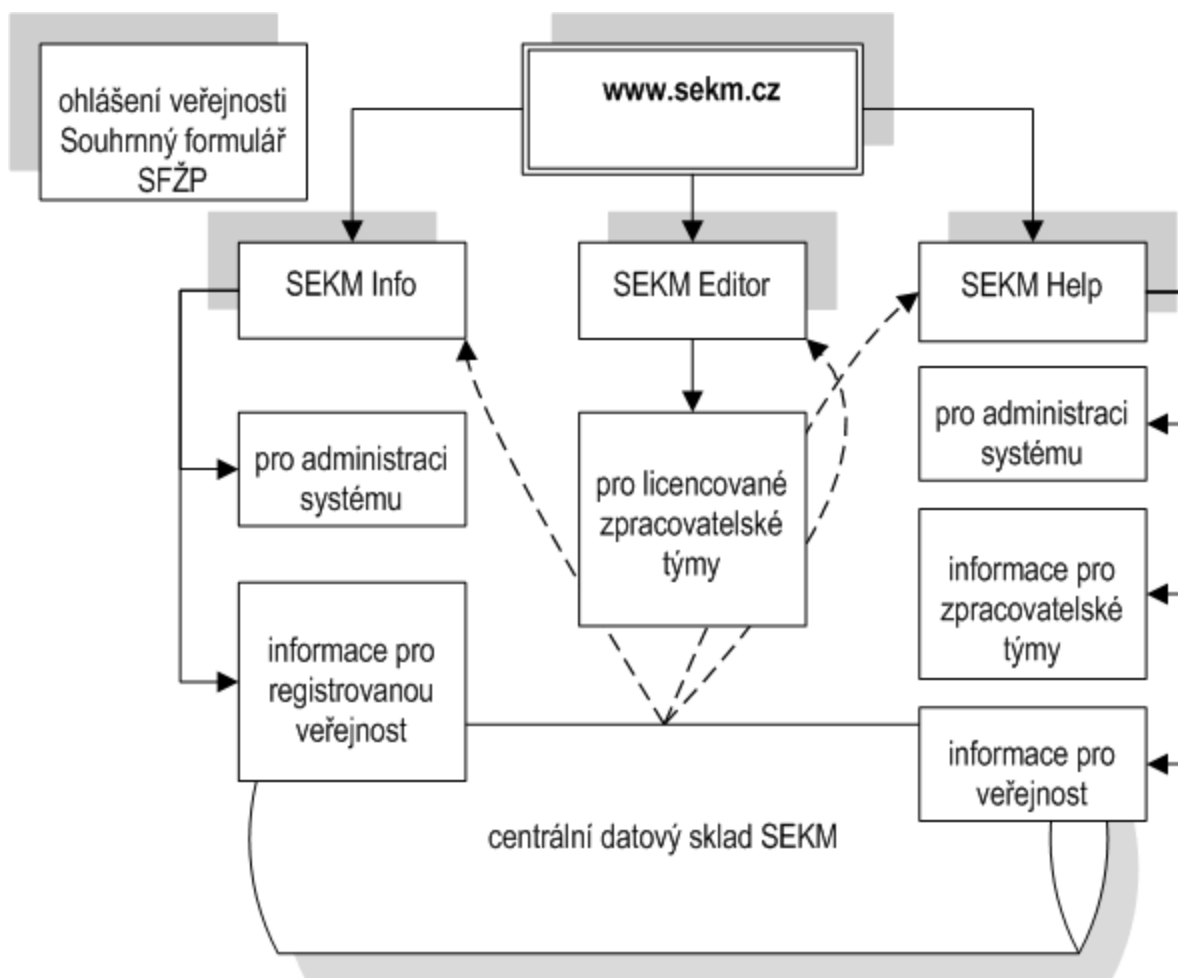 ohlášení veřejnosti
Souhrnný formulář
SFŽP
www.sekm.cz
SEKM Info
SEKM Editor
SEKM Help
pro administraci
systému
pro licencované
zpracovatelské
týmy
pro administraci
systému
informace pro
zpracovatelské
týmy
informace pro
registrovanou
veřejnost
informace pro
veřejnost
centrální datový sklad SEKM